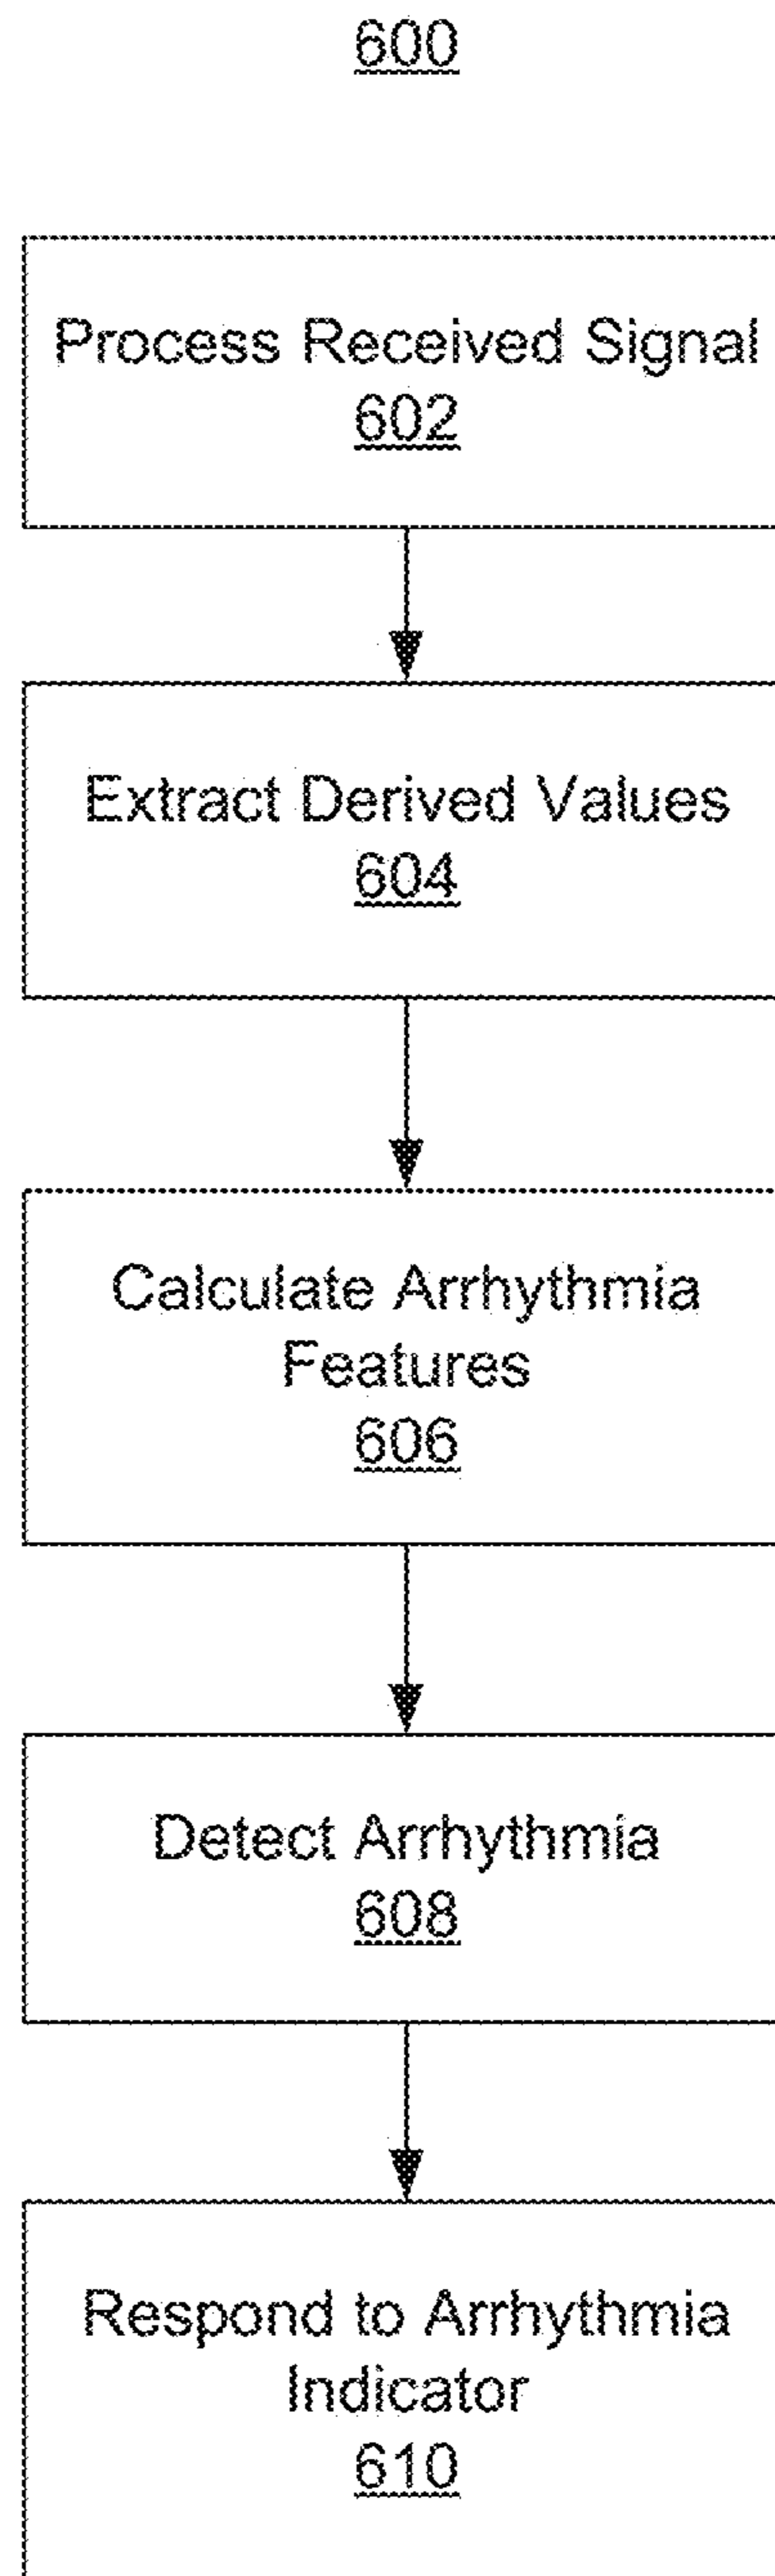 600
Process Received Signal
602
Extract Derived Values
604
Calculate Arrhythmia
Features
606
Detect Arrhythmia
608
Respond to Arrhythmia
Indicator
610